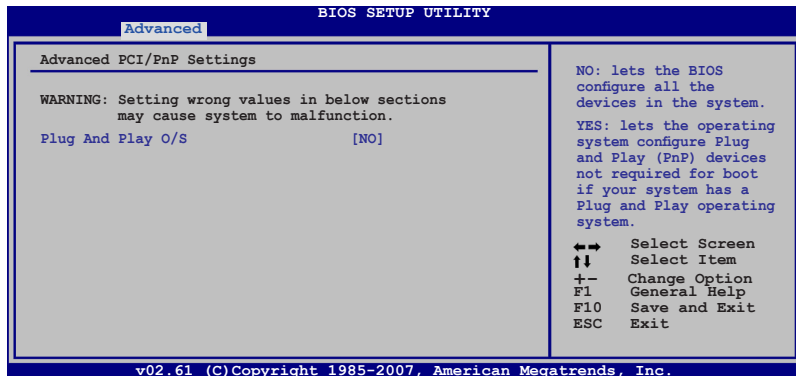 BIOS SETUP UTILITY
Advanced
Advanced PCI/PnP Settings
WARNING: Setting wrong values in below sections
may cause system to malfunction.
Plug And Play O/S [NO]
NO: lets the BIOS
configure all the
devices in the system.
YES: lets the operating
system configure Plug
and Play (PnP) devices
not required for boot
if your system has a
Plug and Play operating
system.
←→ Select Screen
↑↓ Select Item
+- Change Option
F1 General Help
F10 Save and Exit
ESC Exit
v02.61 (C)Copyright 1985-2007, American Megatrends, Inc.